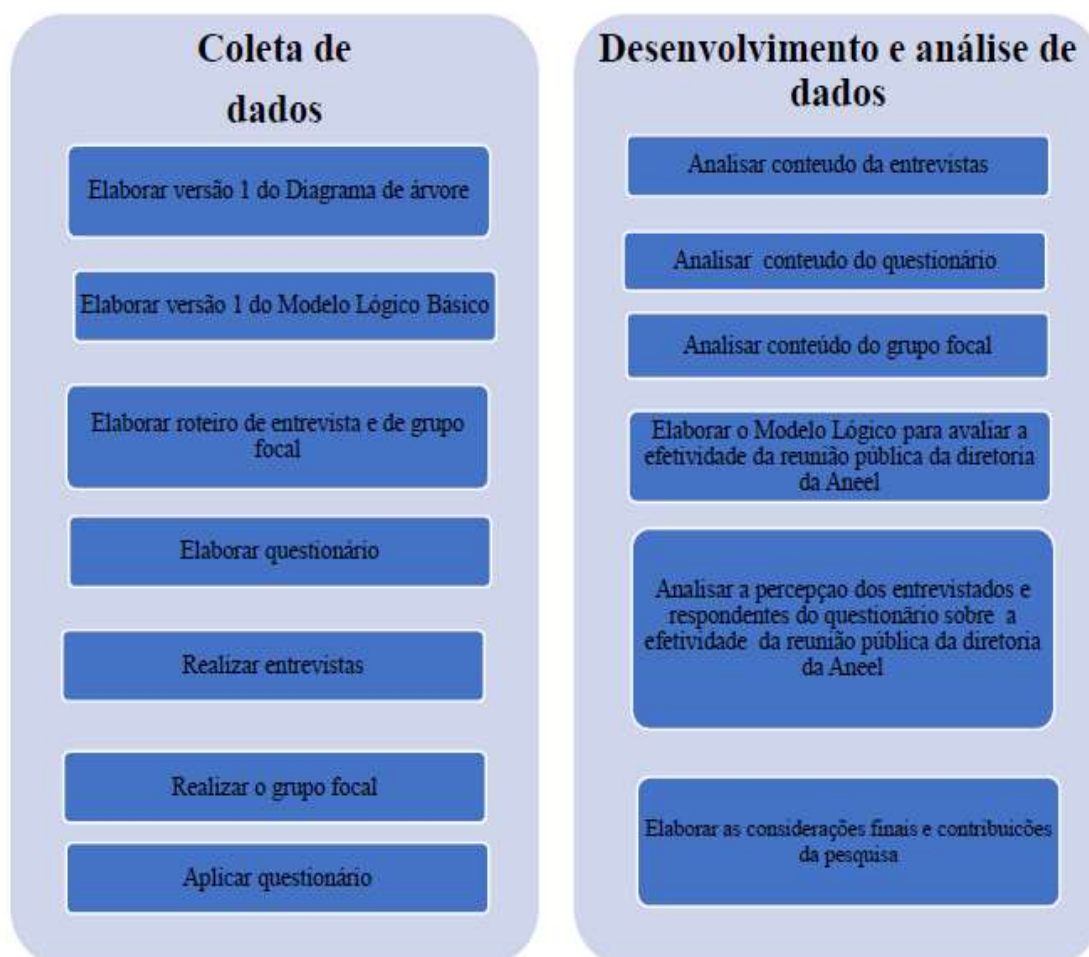 Coleta de
dados
Elaborar versão 1 do Diagrama de árvore
Elaborar versão 1 do Modelo Lógico Básico
Elaborar roteiro de entrevista e de grupo
focal
Elaborar questionário
Realizar entrevistas
Realizar o grupo focal
Aplicar questionário
Desenvolvimento e análise de
dados
Analisar conteudo da entrevistas
Analisar conteudo do questionário
Analisar conteúdo do grupo focal
Elaborar o Modelo Lógico para avaliar a
efetividade da reunião pública da diretoria
da Aneel
Analisar a percepçao dos entrevistados e
respondentes do questionário sobre a
efetividade da reunião pública da diretoria
da Aneel
Elaborar as considerações finais e contribuicões
da pesquisa